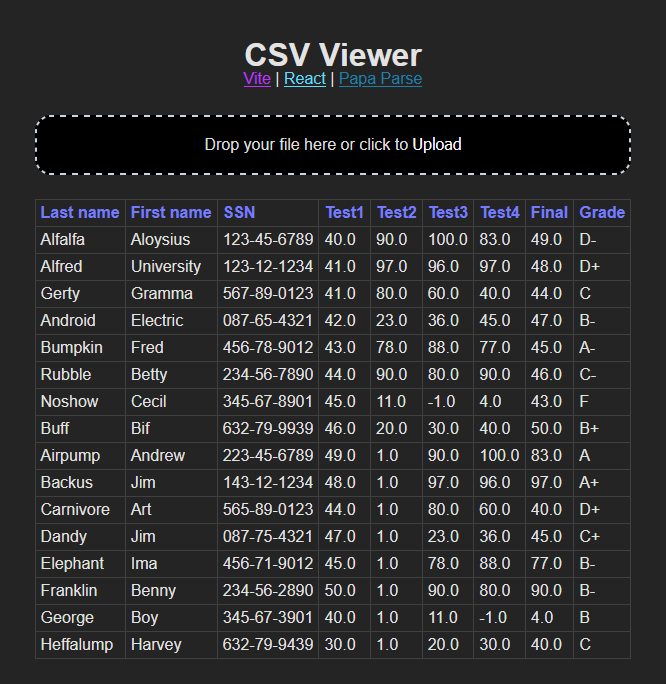 CSV Viewer
Vite | React | Papa Parse
Drop your file here or click to Upload
Last name First name SSN Test1 Test2 Test3 Test4 Final Grade
Alfalfa Aloysius 123-45-6789 40.0 90.0 100.0 83.0 49.0 D-
Alfred University 123-12-1234 41.0 97.0 96.0 97.0 48.0 D+
Gerty Gramma 567-89-0123 41.0 80.0 60.0 40.0 44.0 C
Android Electric 087-65-4321 42.0 23.0 36.0 45.0 47.0 B-
Bumpkin Fred 456-78-9012 43.0 78.0 88.0 77.0 45.0 A-
Rubble Betty 234-56-7890 44.0 90.0 80.0 90.0 46.0 C-
Noshow Cecil 345-67-8901 45.0 11.0 -1.0 4.0 43.0 F
Buff Bif 632-79-9939 46.0 20.0 30.0 40.0 50.0 B+
Airpump Andrew 223-45-6789 49.0 1.0 90.0 100.0 83.0 A
Backus Jim 143-12-1234 48.0 1.0 97.0 96.0 97.0 A+
Carnivore Art 565-89-0123 44.0 1.0 80.0 60.0 40.0 D+
Dandy Jim 087-75-4321 47.0 1.0 23.0 36.0 45.0 C+
Elephant Ima 456-71-9012 45.0 1.0 78.0 88.0 77.0 B-
Franklin Benny 234-56-2890 50.0 1.0 90.0 80.0 90.0 B-
George Boy 345-67-3901 40.0 1.0 11.0 -1.0 4.0 B
Heffalump Harvey 632-79-9439 30.0 1.0 20.0 30.0 40.0 C